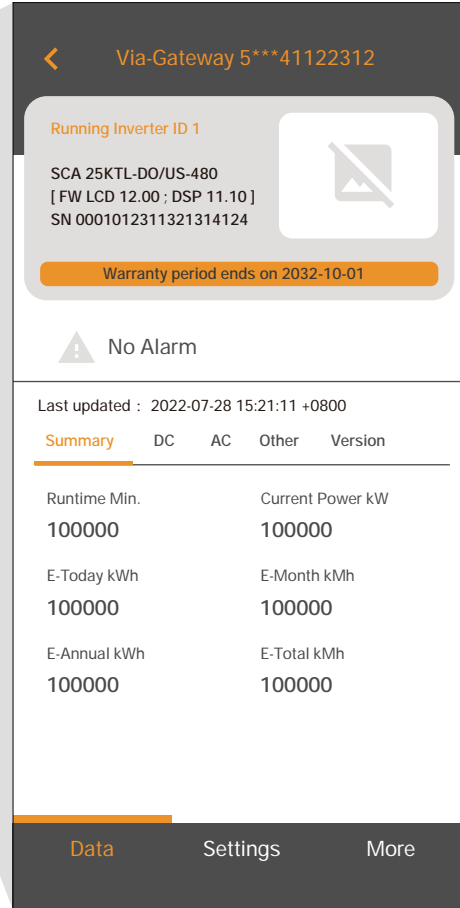 Via-Gateway 5***41122312
Running Inverter ID 1
SCA 25KTL-DO/US-480
[ FW LCD 12.00 ; DSP 11.10 ]
SN 0001012311321314124
Warranty period ends on 2032-10-01
No Alarm
Last updated : 2022-07-28 15:21:11 +0800
Summary DC AC Other Version
Runtime Min. Current Power kW
100000 100000
E-Today kWh E-Month kMh
100000 100000
E-Annual kWh E-Total kMh
100000 100000
Data Settings More